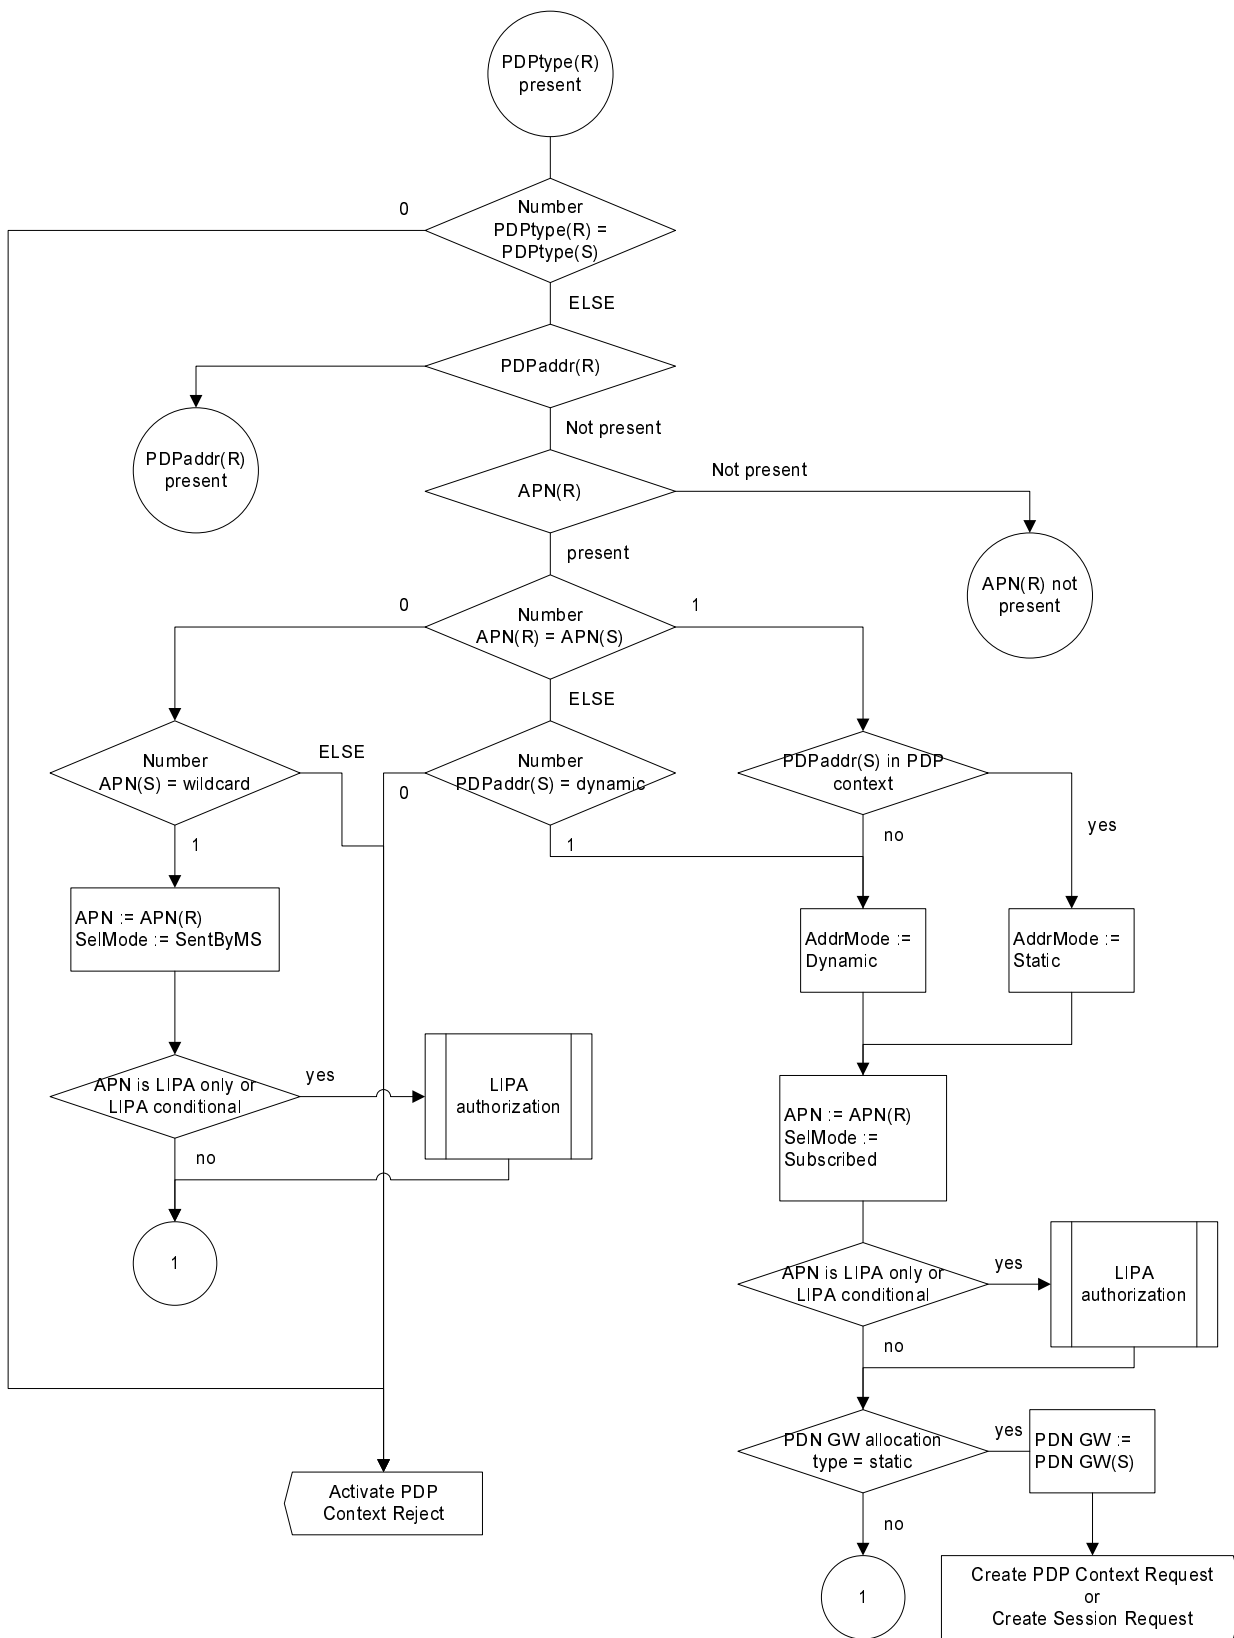 PDPtype(R)
present
0
Number
PDPtype(R) =
PDPtype(S)
ELSE
PDPaddr(R)
Not present
PDPaddr(R)
present
Not present
APN(R)
present
APN(R) not
present
0
Number
APN(R) = APN(S)
1
ELSE
Number
APN(S) = wildcard
ELSE
Number
PDPaddr(S) = dynamic
0
PDPaddr(S) in PDP
context
1
1
no
yes
APN := APN(R)
SelMode := SentByMS
AddrMode :=
Dynamic
AddrMode :=
Static
APN is LIPA only or
LIPA conditional
yes
LIPA
authorization
no
APN := APN(R)
SelMode :=
Subscribed
1
APN is LIPA only or
LIPA conditional
yes
LIPA
authorization
no
PDN GW allocation
type = static
yes
PDN GW :=
PDN GW(S)
Activate PDP
Context Reject
no
1
Create PDP Context Request
or
Create Session Request